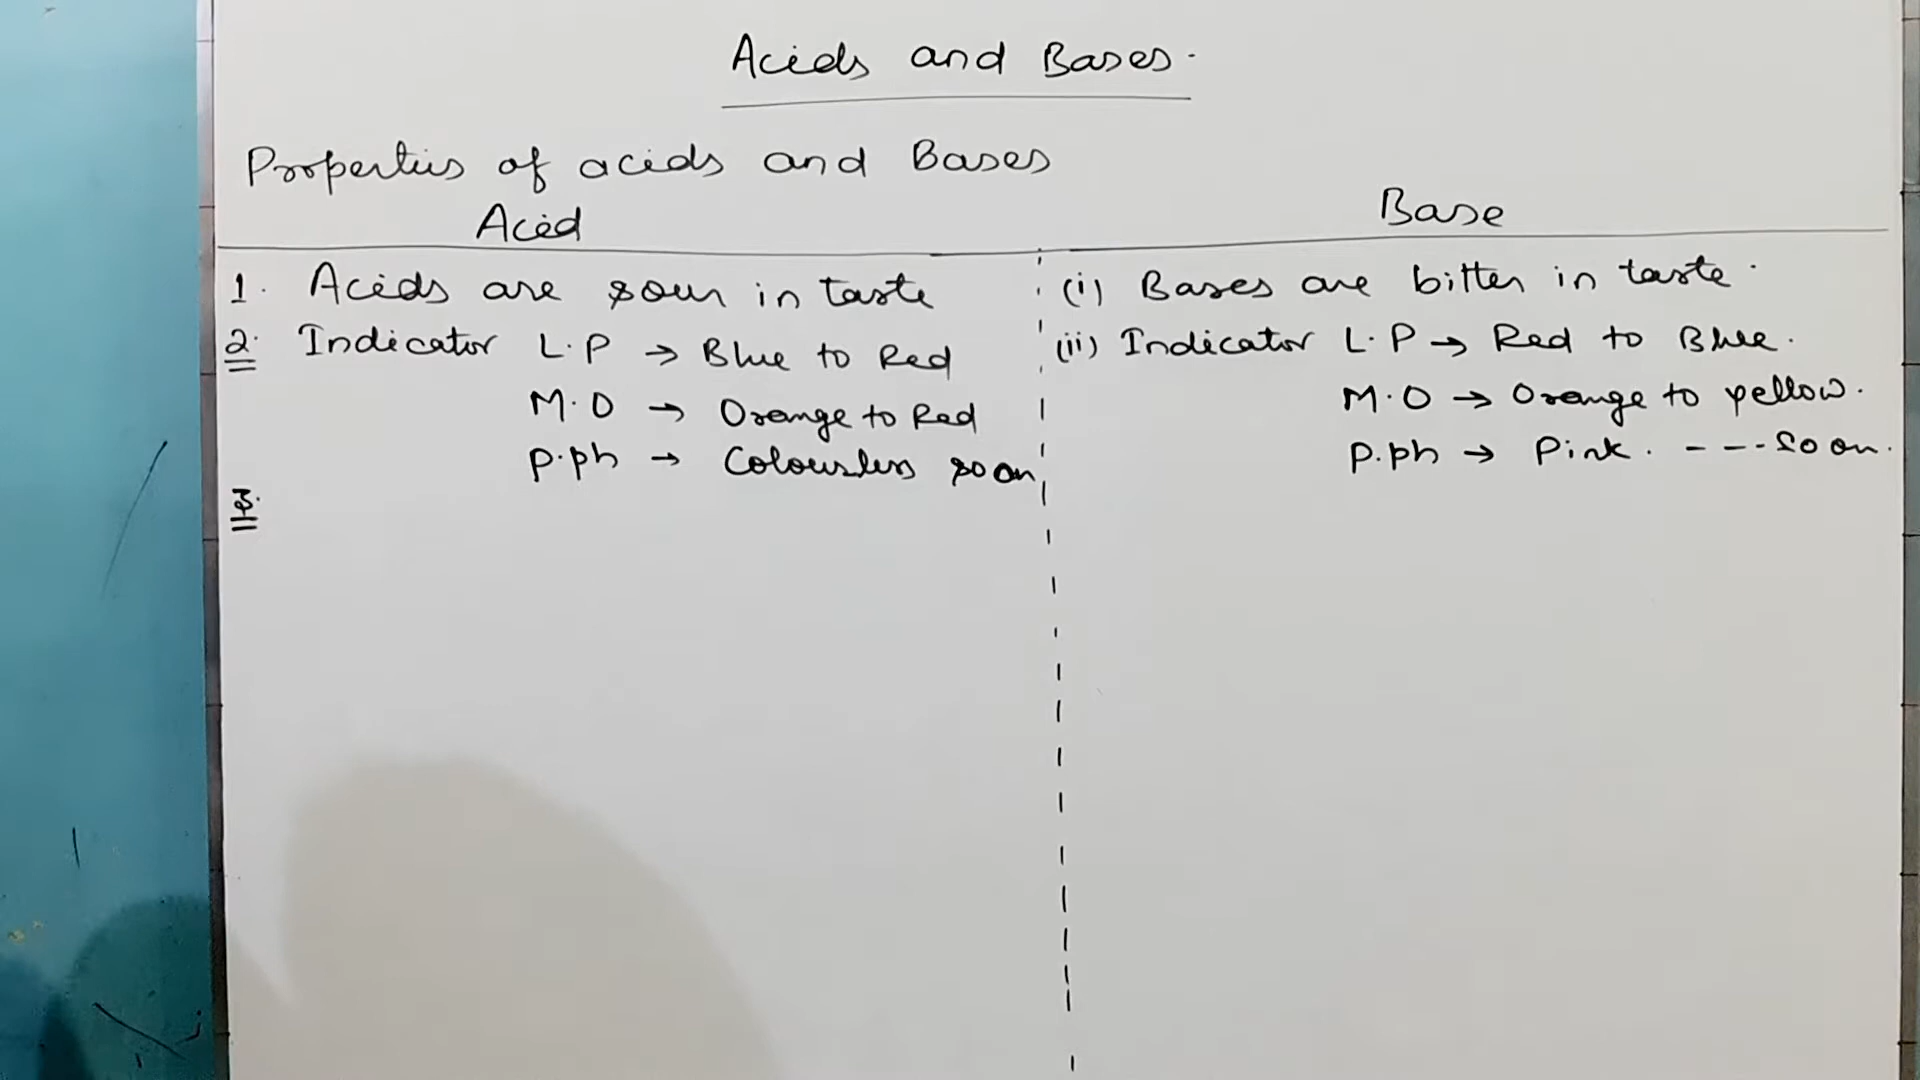 Acids and Bases.
Properties of acids and Bases
Acid
Base
1. Acids are sour in taste
(i) Bases are bitter in taste.
2. Indicator L.P → Blue to Red
(ii) Indicator L.P → Red to Blue.
M.O → Orange to Red
M.O → Orange to yellow.
P.ph → Colourless so on
P.ph → Pink. ---- so on.
3.